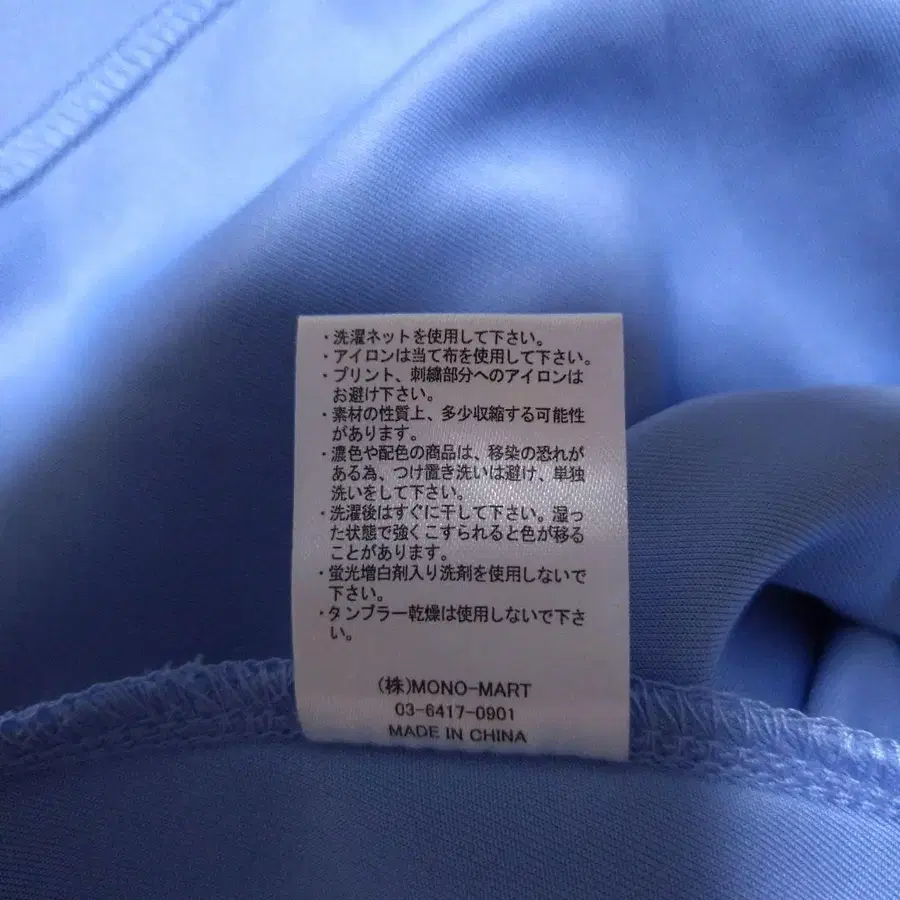 ・洗濯ネットを使用して下さい。
・アイロンは当て布を使用して下さい。
・プリント、刺繍部分へのアイロンは
お避け下さい。
・素材の性質上、多少収縮する可能性
があります。
・濃色や配色の商品は、移染の恐れが
ある為、つけ置き洗いは避け、単独
洗いをして下さい。
・洗濯後はすぐに干して下さい。湿っ
た状態で強くこすられると色が移る
ことがあります。
・蛍光増白剤入り洗剤を使用しないで
下さい。
・タンブラー乾燥は使用しないで下さ
い。
(株)MONO-MART
03-6417-0901
MADE IN CHINA